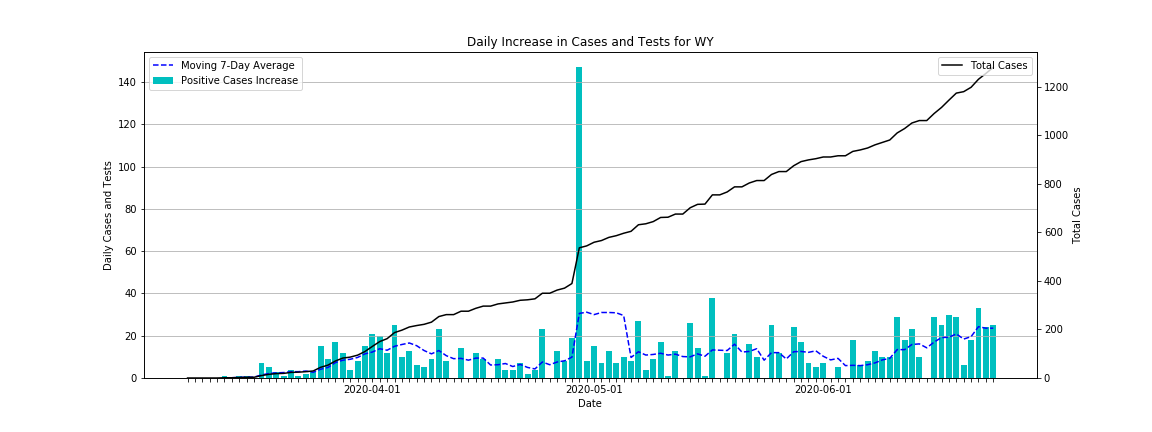 Daily Increase in Cases and Tests for WY
Moving 7-Day Average
Positive Cases Increase
Total Cases
Daily Cases and Tests
140
120
100
80
60
40
20
0
1200
1000
800
600
400
200
0
Total Cases
2020-04-01
2020-05-01
2020-06-01
Date